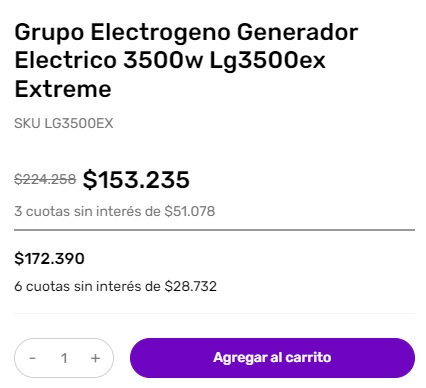 Grupo Electrogeno Generador
Electrico 3500w Lg3500ex
Extreme
SKU LG3500EX
$224.258 $153.235
3 cuotas sin interés de $51.078
$172.390
6 cuotas sin interés de $28.732
- 1 + Agregar al carrito